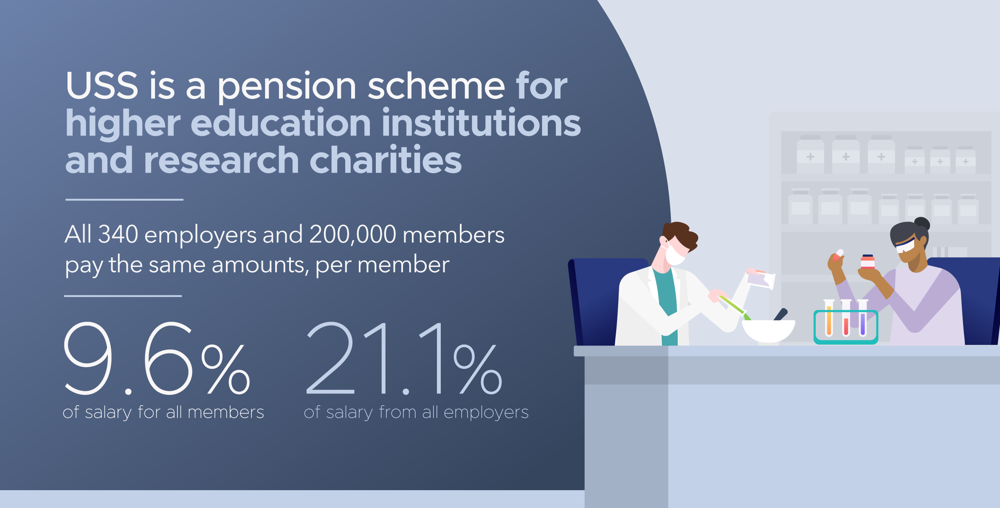 USS is a pension scheme for
higher education institutions
and research charities
All 340 employers and 200,000 members
pay the same amounts, per member
9.6%
of salary for all members
21.1%
of salary from all employers